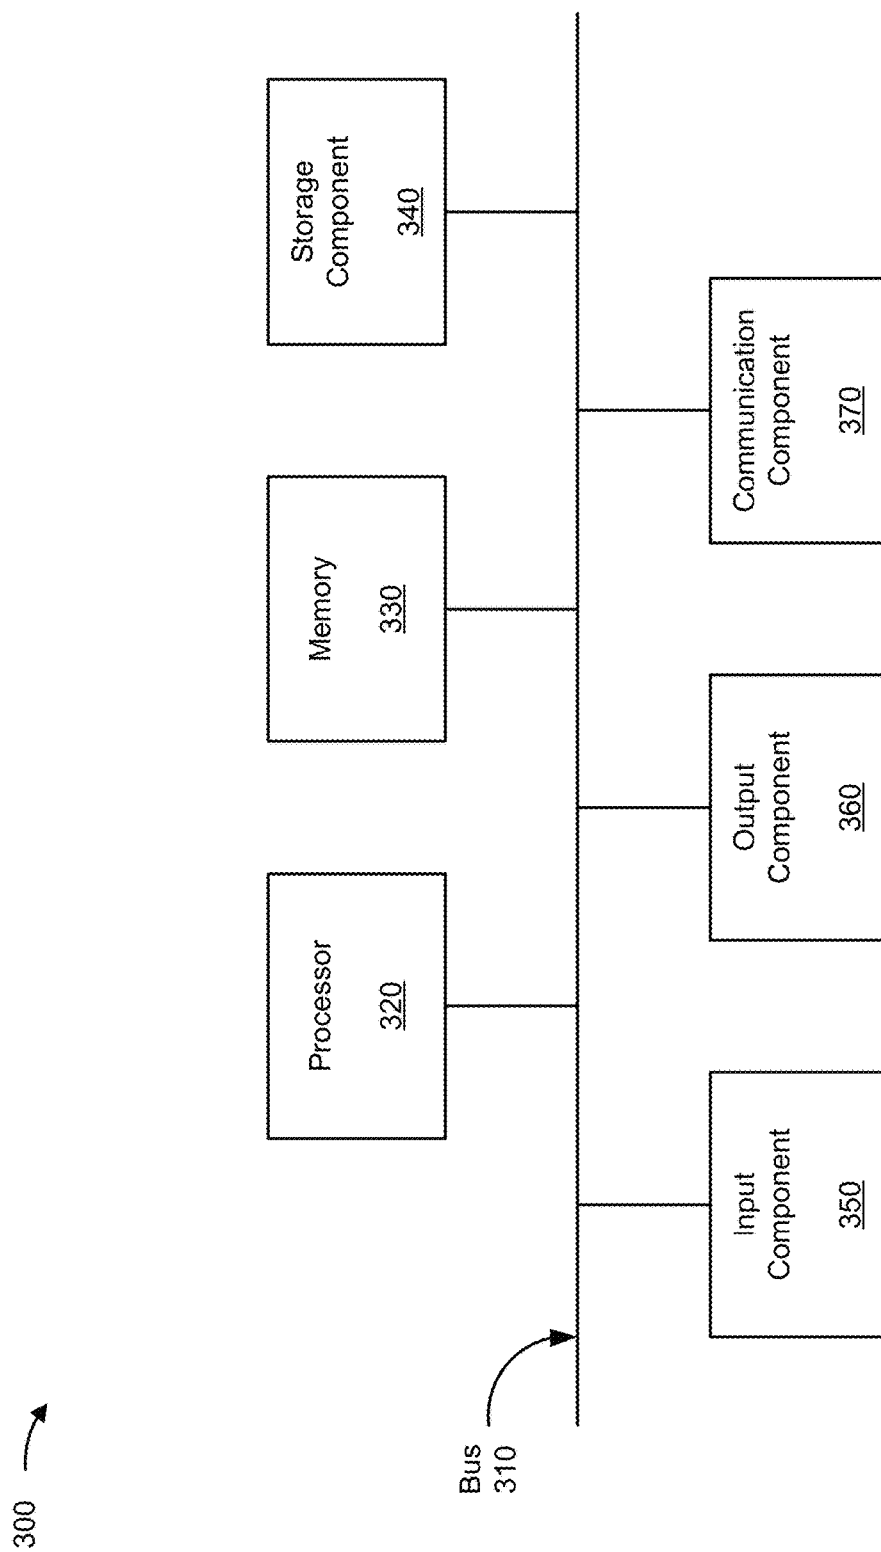 300
Processor
320
Memory
330
Storage
Component
340
Bus
310
Input
Component
350
Output
Component
360
Communication
Component
370